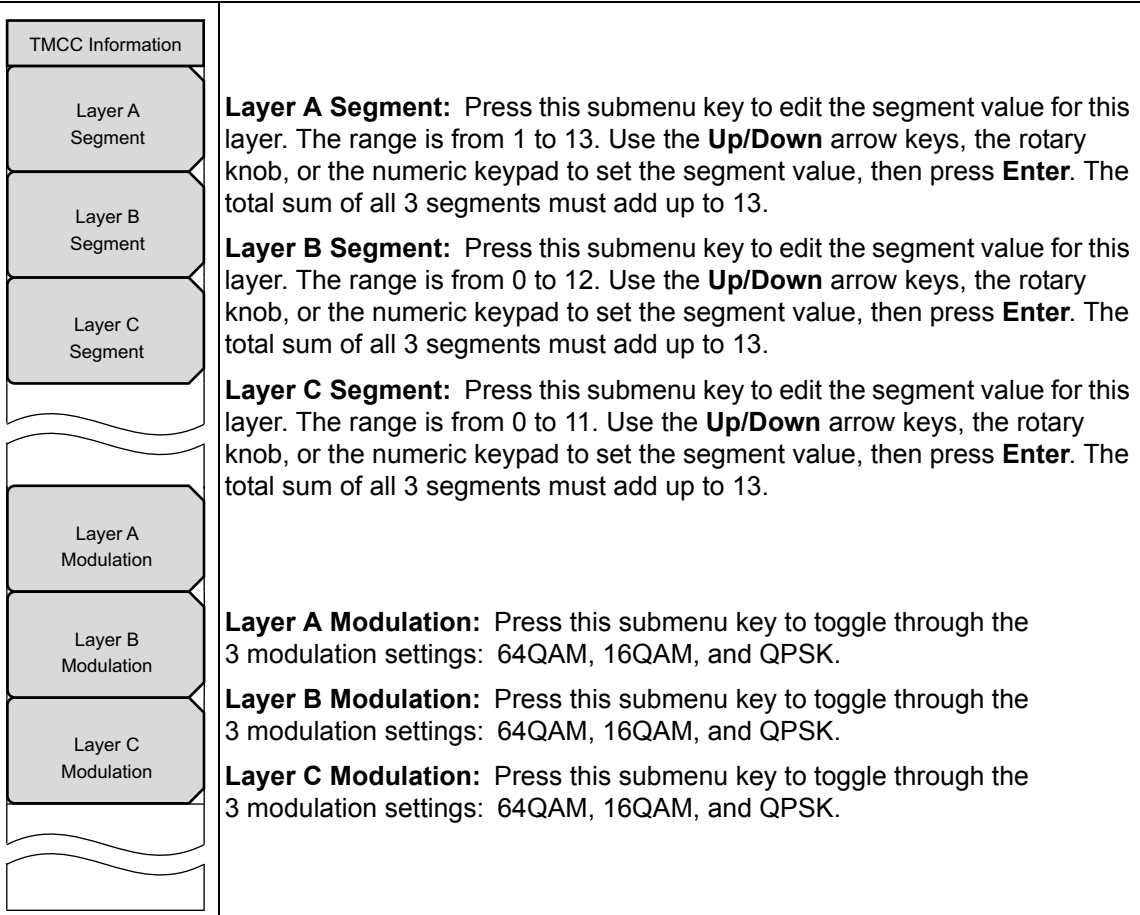 TMCC Information
Layer A
Segment
Layer B
Segment
Layer C
Segment
Layer A
Modulation
Layer B
Modulation
Layer C
Modulation
Layer A Segment: Press this submenu key to edit the segment value for this
layer. The range is from 1 to 13. Use the Up/Down arrow keys, the rotary
knob, or the numeric keypad to set the segment value, then press Enter. The
total sum of all 3 segments must add up to 13.
Layer B Segment: Press this submenu key to edit the segment value for this
layer. The range is from 0 to 12. Use the Up/Down arrow keys, the rotary
knob, or the numeric keypad to set the segment value, then press Enter. The
total sum of all 3 segments must add up to 13.
Layer C Segment: Press this submenu key to edit the segment value for this
layer. The range is from 0 to 11. Use the Up/Down arrow keys, the rotary
knob, or the numeric keypad to set the segment value, then press Enter. The
total sum of all 3 segments must add up to 13.
Layer A Modulation: Press this submenu key to toggle through the
3 modulation settings: 64QAM, 16QAM, and QPSK.
Layer B Modulation: Press this submenu key to toggle through the
3 modulation settings: 64QAM, 16QAM, and QPSK.
Layer C Modulation: Press this submenu key to toggle through the
3 modulation settings: 64QAM, 16QAM, and QPSK.